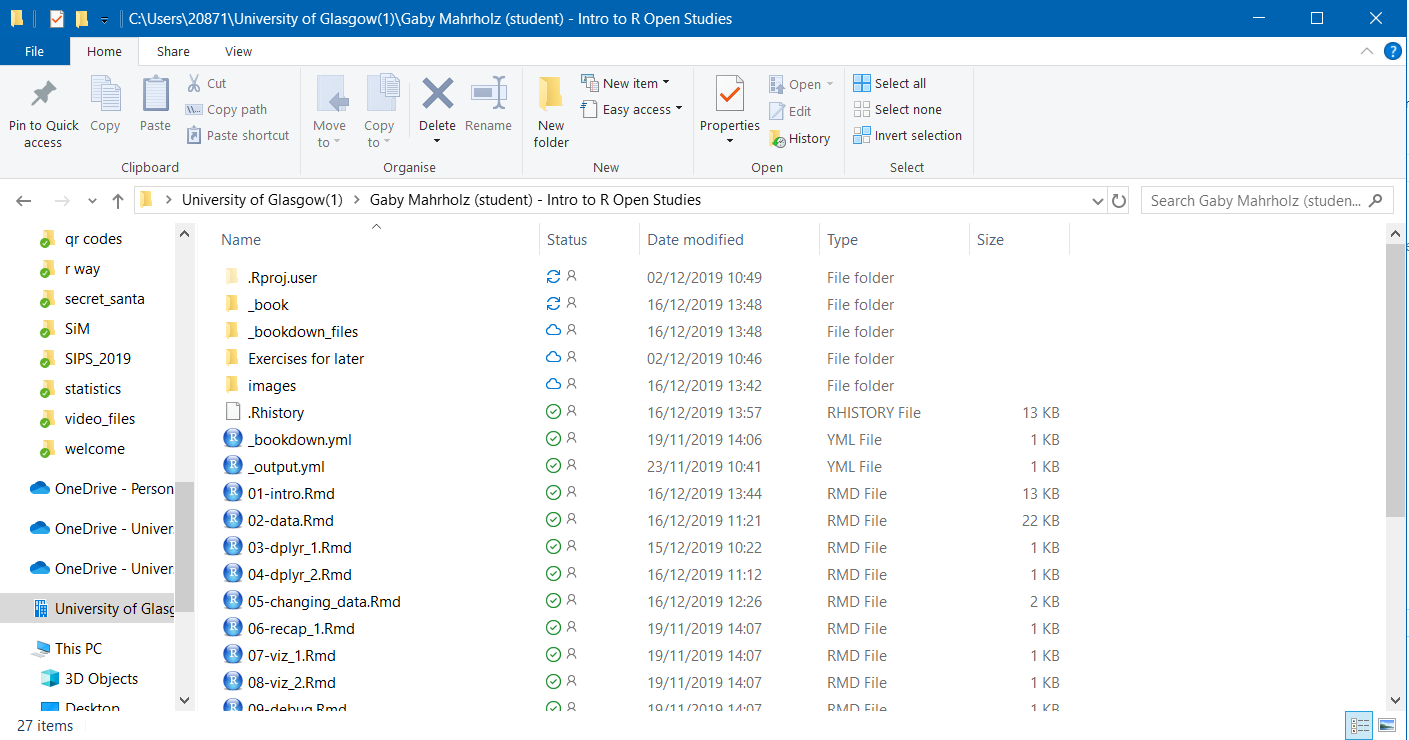 C:\Users\20871\University of Glasgow(1)\Gaby Mahrholz (student) - Intro to R Open Studies
File Home Share View
Pin to Quick access
Copy
Paste
Cut
Copy path
Paste shortcut
Clipboard
Move to
Copy to
Delete
Rename
Organise
New folder
New item
Easy access
New
Properties
Open
Edit
History
Open
Select all
Select none
Invert selection
Select
University of Glasgow(1) > Gaby Mahrholz (student) - Intro to R Open Studies
Search Gaby Mahrholz (studen...
qr codes
r way
secret_santa
SiM
SIPS_2019
statistics
video_files
welcome
OneDrive - Person
OneDrive - Univer
OneDrive - Univer
University of Glasg
This PC
3D Objects
Desktop
Name Status Date modified Type Size
.Rproj.user 02/12/2019 10:49 File folder
_book 16/12/2019 13:48 File folder
_bookdown_files 16/12/2019 13:48 File folder
Exercises for later 02/12/2019 10:46 File folder
images 16/12/2019 13:42 File folder
.Rhistory 16/12/2019 13:57 RHISTORY File 13 KB
_bookdown.yml 19/11/2019 14:06 YML File 1 KB
_output.yml 23/11/2019 10:41 YML File 1 KB
01-intro.Rmd 16/12/2019 13:44 RMD File 13 KB
02-data.Rmd 16/12/2019 11:21 RMD File 22 KB
03-dplyr_1.Rmd 15/12/2019 10:22 RMD File 1 KB
04-dplyr_2.Rmd 16/12/2019 11:12 RMD File 1 KB
05-changing_data.Rmd 16/12/2019 12:26 RMD File 2 KB
06-recap_1.Rmd 19/11/2019 14:07 RMD File 1 KB
07-viz_1.Rmd 19/11/2019 14:07 RMD File 1 KB
08-viz_2.Rmd 19/11/2019 14:07 RMD File 1 KB
09-debug.Rmd 19/11/2019 14:07 RMD File 1 KB
27 items